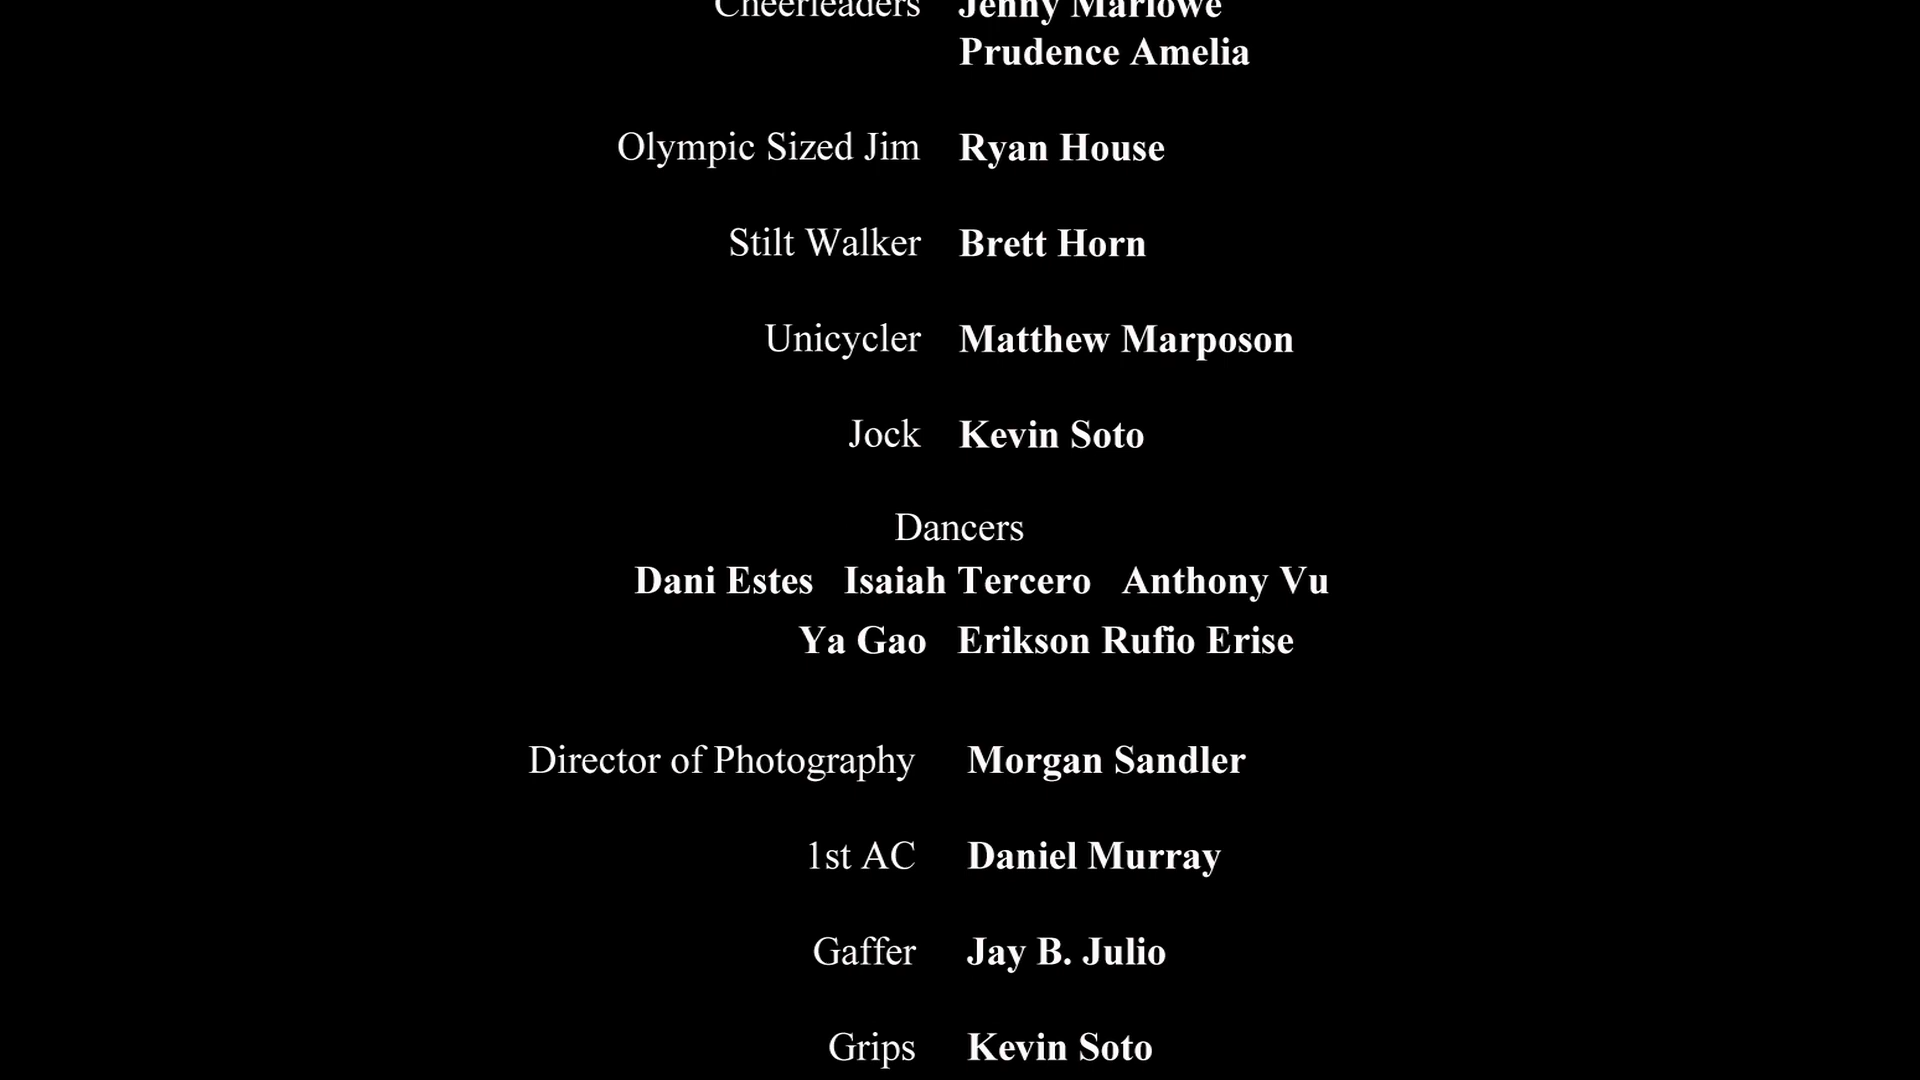 Cheerleaders Jenny Marlowe
Prudence Amelia
Olympic Sized Jim Ryan House
Stilt Walker Brett Horn
Unicycler Matthew Marposon
Jock Kevin Soto
Dancers
Dani Estes Isaiah Tercero Anthony Vu
Ya Gao Erikson Rufio Erise
Director of Photography Morgan Sandler
1st AC Daniel Murray
Gaffer Jay B. Julio
Grips Kevin Soto